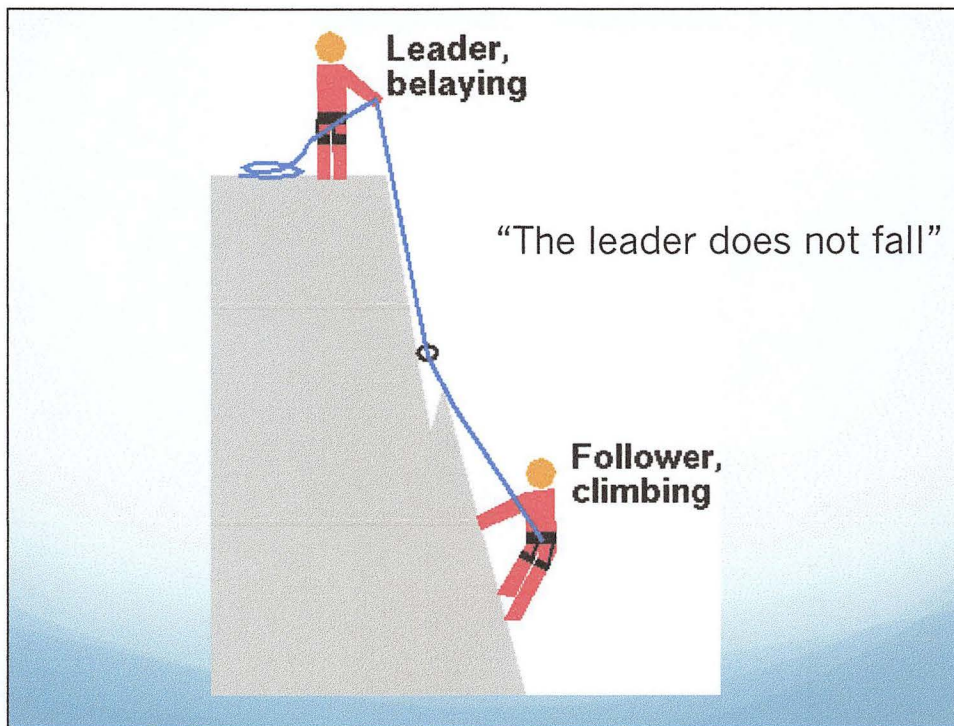 Leader,
belaying
“The leader does not fall”
Follower,
climbing